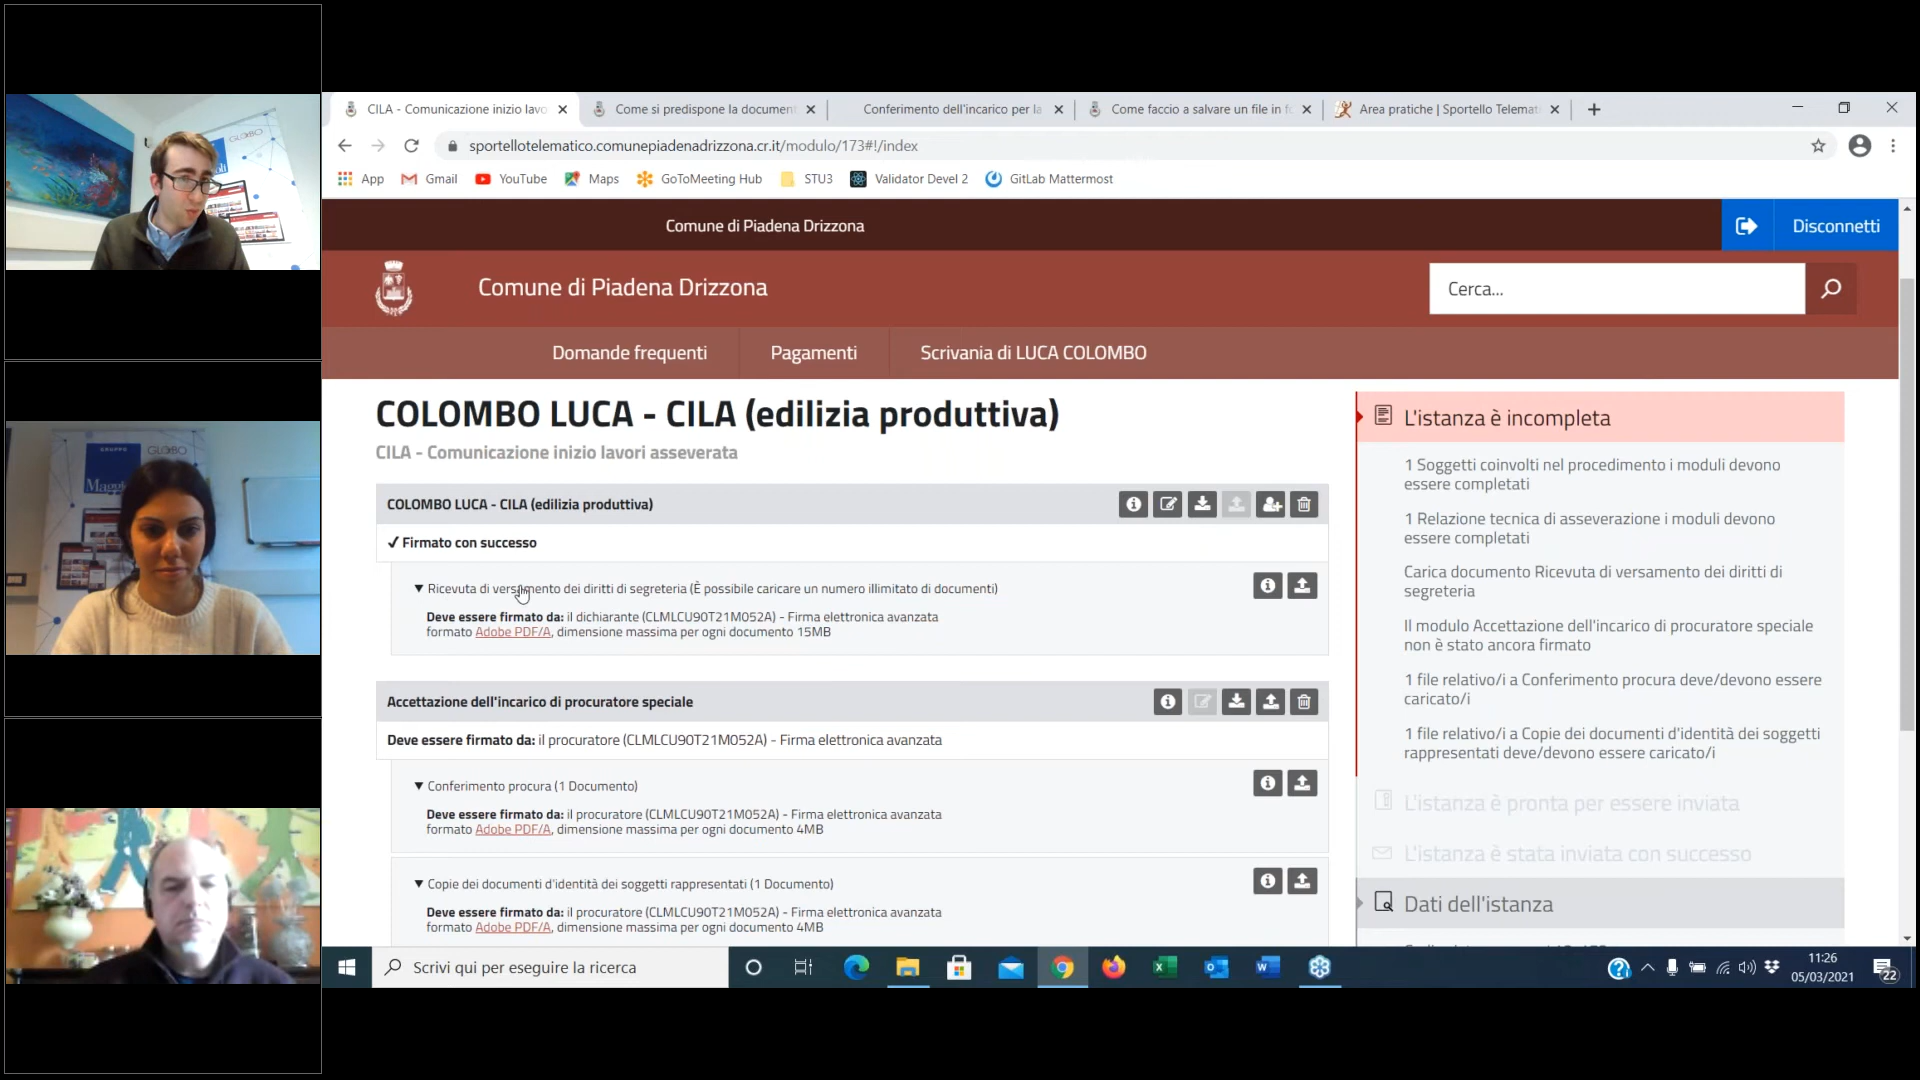 GLOBO
GRUPPO
GLOBO
Maggioli
CILA - Comunicazione inizio lavo
Come si predispone la document
Conferimento dell'incarico per la
Come faccio a salvare un file in fo
Area pratiche | Sportello Telemat
sportellotelematico.comunepiadenadrizzona.cr.it/modulo/173#!/index
App
Gmail
YouTube
Maps
GoToMeeting Hub
STU3
Validator Devel 2
GitLab Mattermost
Comune di Piadena Drizzona
Disconnetti
Comune di Piadena Drizzona
Cerca...
Domande frequenti
Pagamenti
Scrivania di LUCA COLOMBO
COLOMBO LUCA - CILA (edilizia produttiva)
CILA - Comunicazione inizio lavori asseverata
COLOMBO LUCA - CILA (edilizia produttiva)
✓ Firmato con successo
▼ Ricevuta di versamento dei diritti di segreteria (È possibile caricare un numero illimitato di documenti)
Deve essere firmato da: il dichiarante (CLMLCU90T21M052A) - Firma elettronica avanzata
formato Adobe PDF/A, dimensione massima per ogni documento 15MB
Accettazione dell'incarico di procuratore speciale
Deve essere firmato da: il procuratore (CLMLCU90T21M052A) - Firma elettronica avanzata
▼ Conferimento procura (1 Documento)
Deve essere firmato da: il procuratore (CLMLCU90T21M052A) - Firma elettronica avanzata
formato Adobe PDF/A, dimensione massima per ogni documento 4MB
▼ Copie dei documenti d'identità dei soggetti rappresentati (1 Documento)
Deve essere firmato da: il procuratore (CLMLCU90T21M052A) - Firma elettronica avanzata
formato Adobe PDF/A, dimensione massima per ogni documento 4MB
L'istanza è incompleta
1 Soggetti coinvolti nel procedimento i moduli devono
essere completati
1 Relazione tecnica di asseverazione i moduli devono
essere completati
Carica documento Ricevuta di versamento dei diritti di
segreteria
Il modulo Accettazione dell'incarico di procuratore speciale
non è stato ancora firmato
1 file relativo/i a Conferimento procura deve/devono essere
caricato/i
1 file relativo/i a Copie dei documenti d'identità dei soggetti
rappresentati deve/devono essere caricato/i
L'istanza è pronta per essere inviata
L'istanza è stata inviata con successo
Dati dell'istanza
Scrivi qui per eseguire la ricerca
11:26
05/03/2021
22